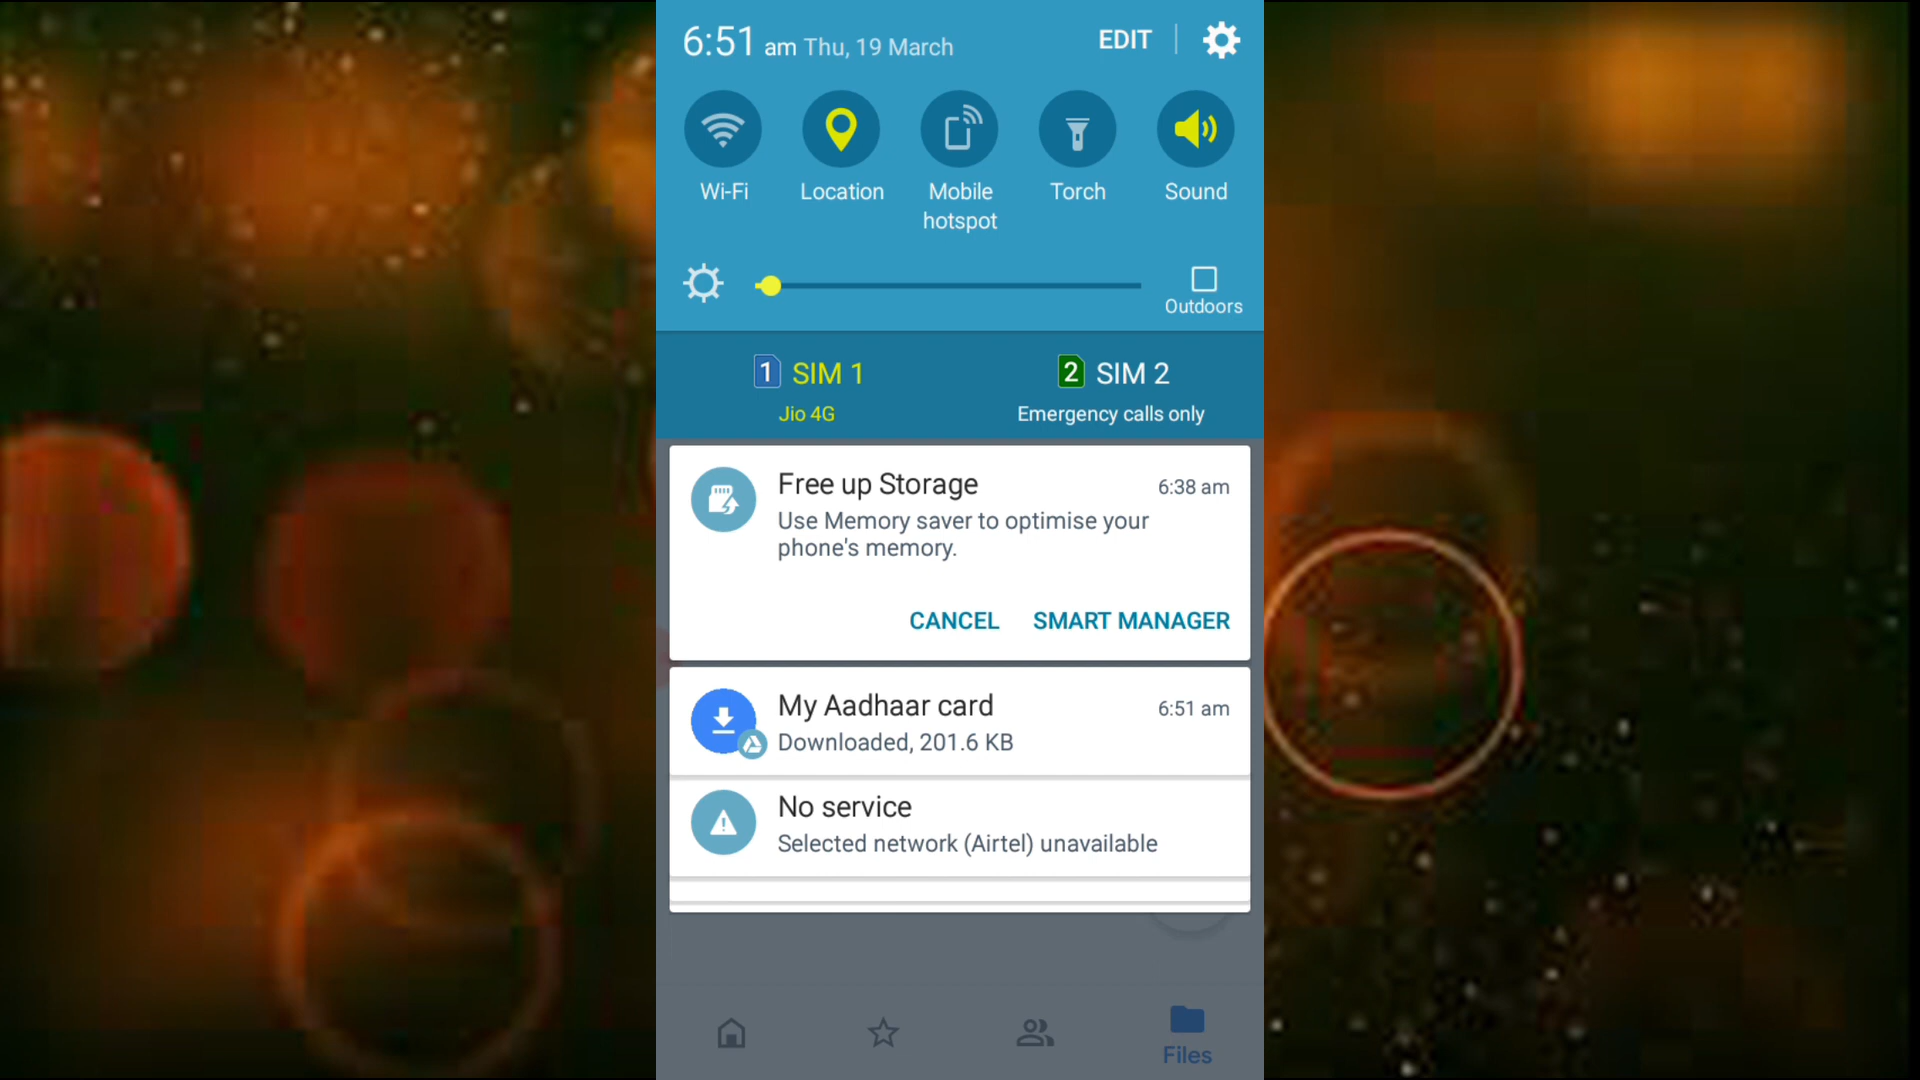 6:51 am Thu, 19 March EDIT
Wi-Fi Location Mobile hotspot Torch Sound
Outdoors
1 SIM 1 2 SIM 2
Jio 4G Emergency calls only
Free up Storage 6:38 am
Use Memory saver to optimise your
phone's memory.
CANCEL SMART MANAGER
My Aadhaar card 6:51 am
Downloaded, 201.6 KB
No service
Selected network (Airtel) unavailable
Files